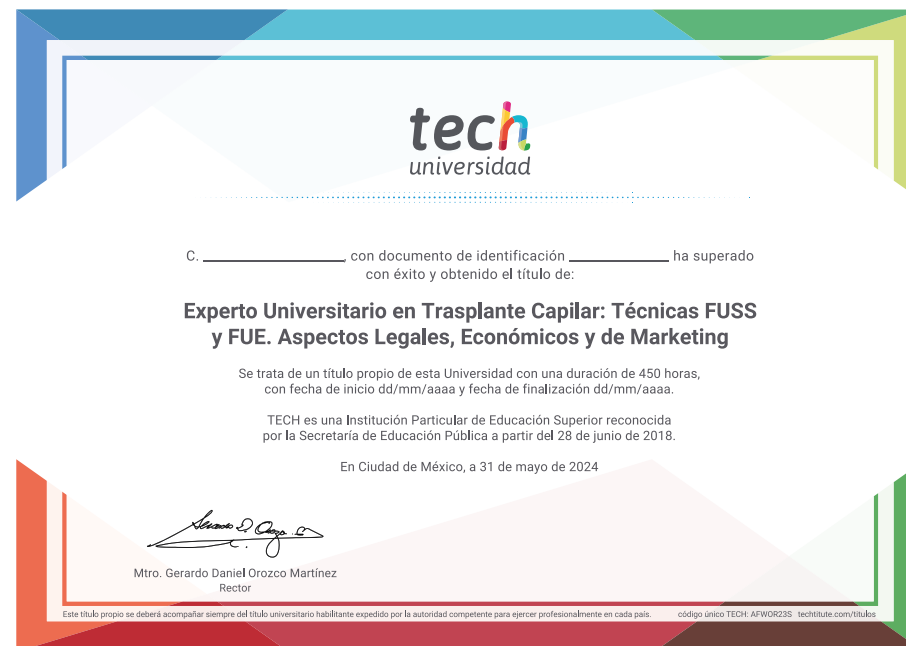 tech
universidad
C. ____________, con documento de identificación ____________ ha superado
con éxito y obtenido el título de:
Experto Universitario en Trasplante Capilar: Técnicas FUSS
y FUE. Aspectos Legales, Económicos y de Marketing
Se trata de un título propio de esta Universidad con una duración de 450 horas,
con fecha de inicio dd/mm/aaaa y fecha de finalización dd/mm/aaaa.
TECH es una Institución Particular de Educación Superior reconocida
por la Secretaría de Educación Pública a partir del 28 de junio de 2018.
En Ciudad de México, a 31 de mayo de 2024
Mtro. Gerardo Daniel Orozco Martínez
Rector
Este título propio se deberá acompañar siempre del título universitario habilitante expedido por la autoridad competente para ejercer profesionalmente en cada país. código único TECH: AFWOR23S techtitute.com/titulos